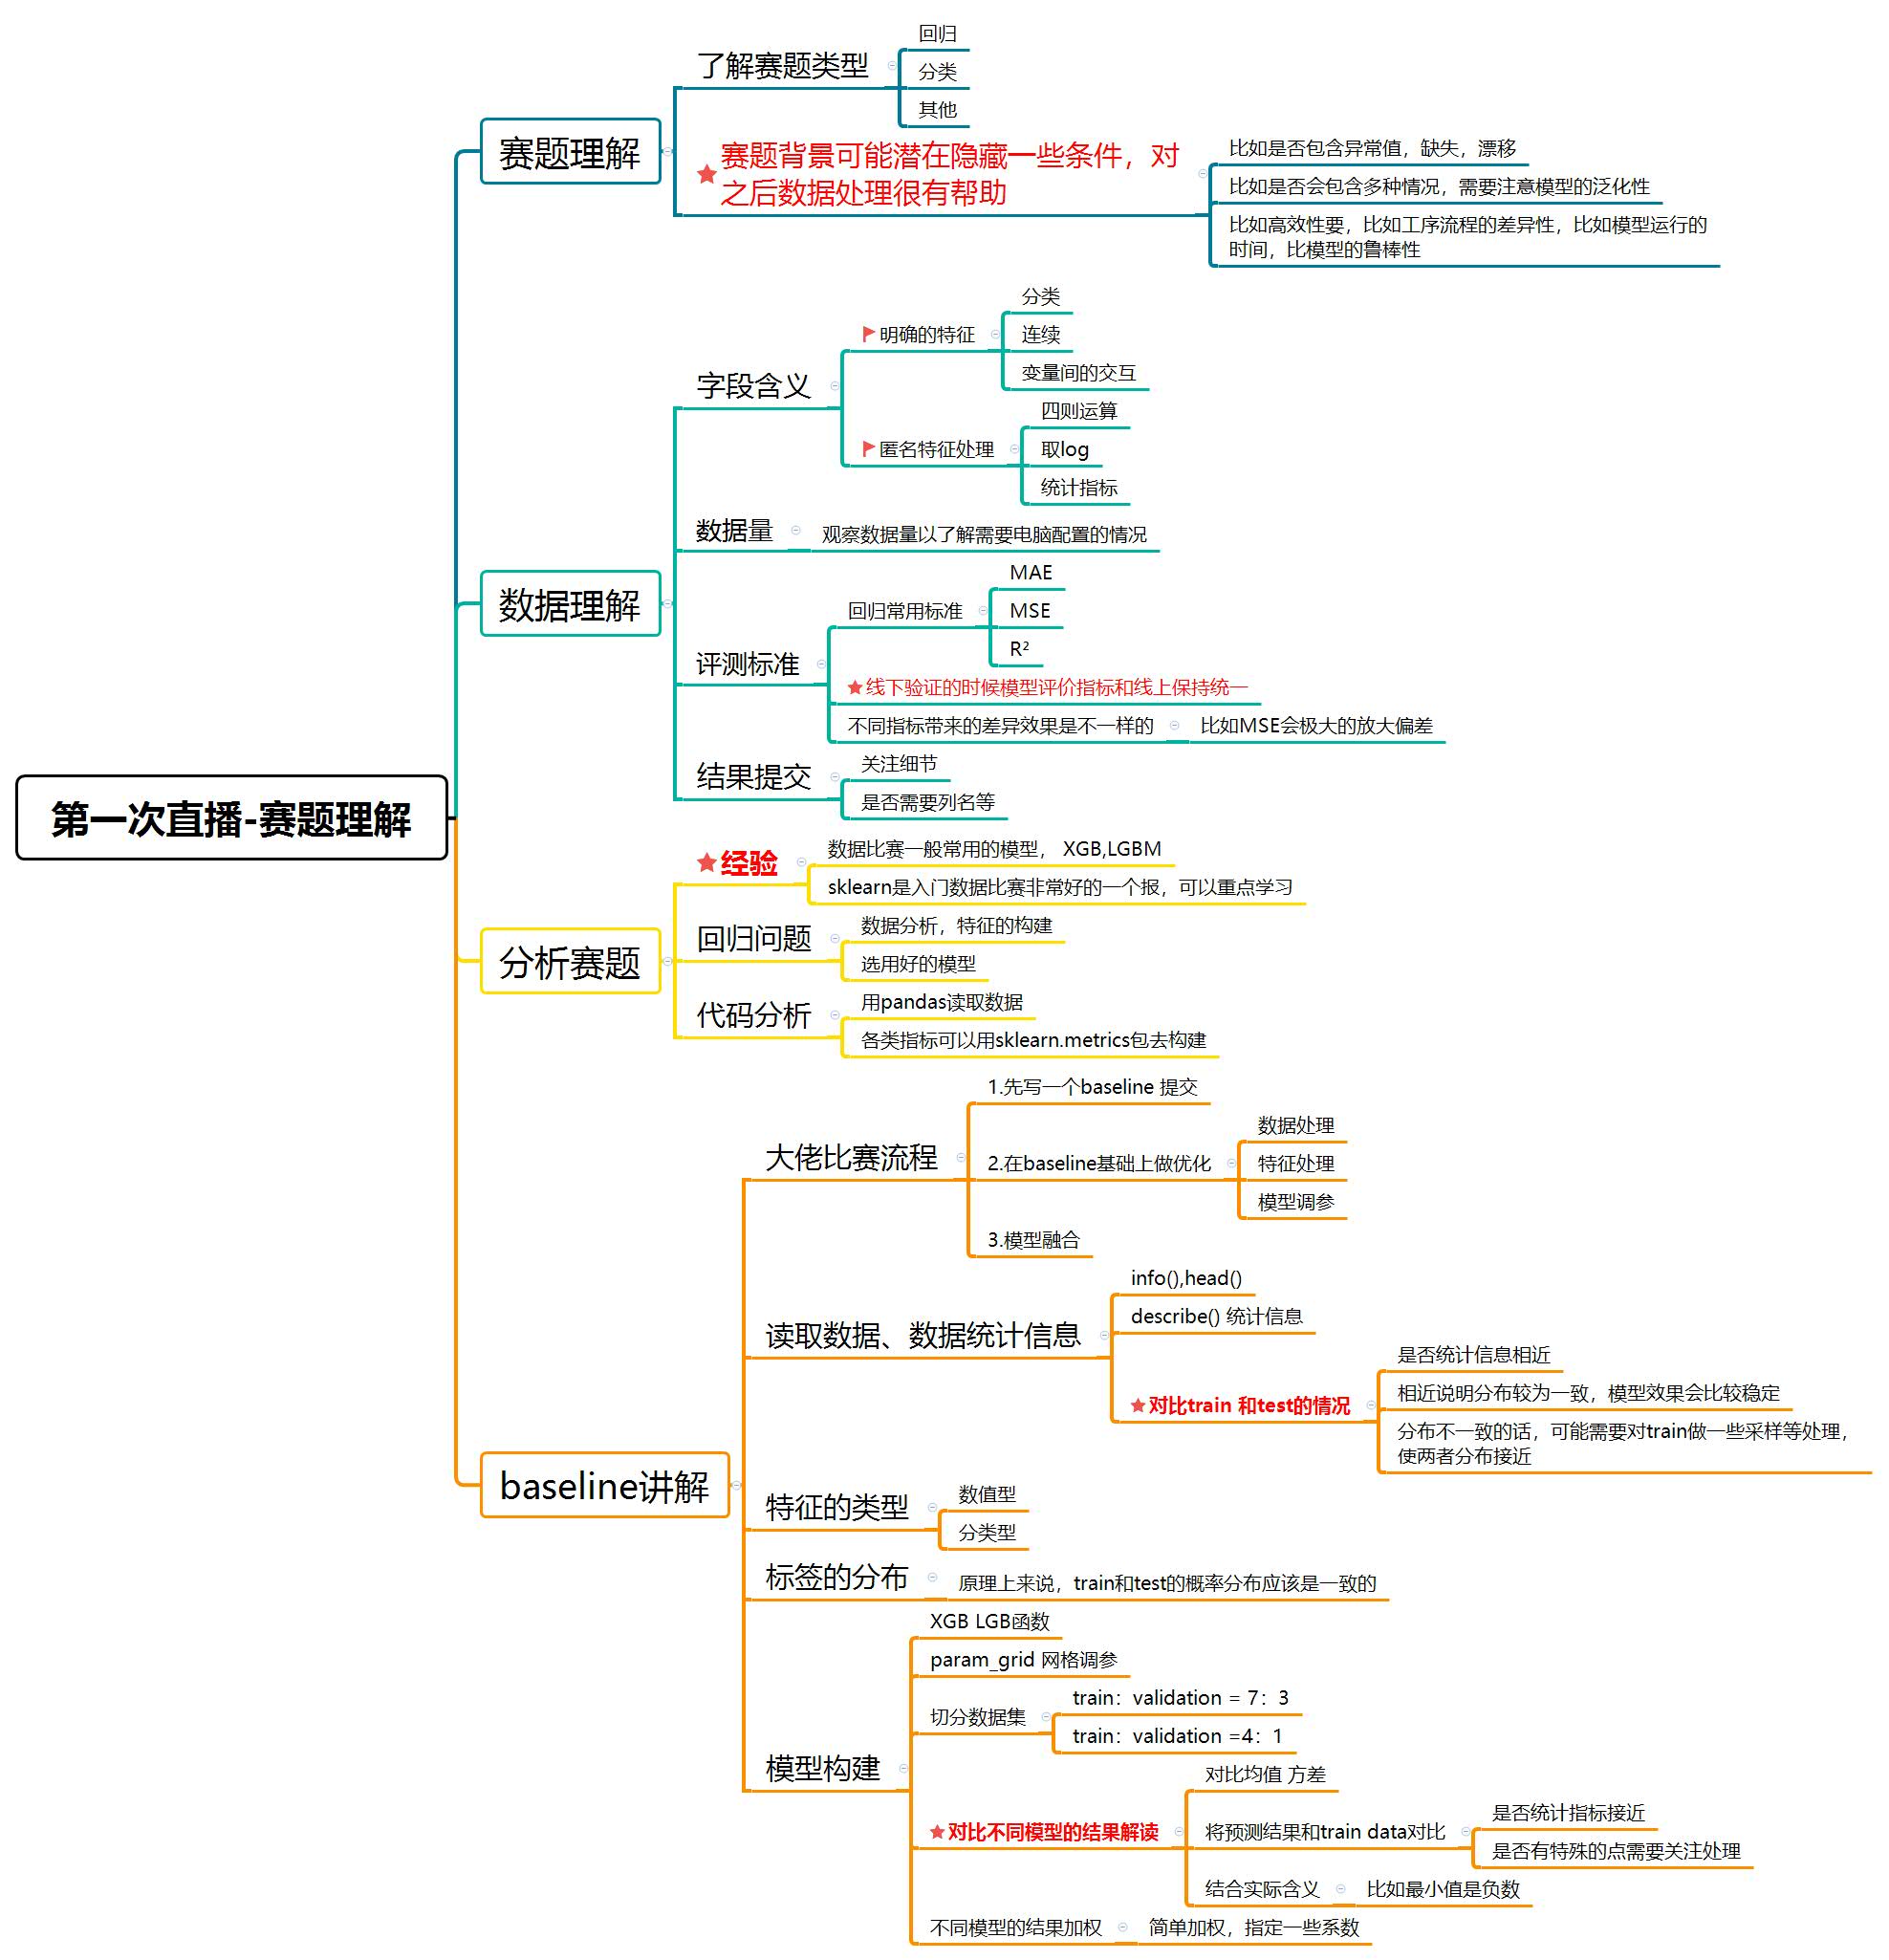 第一次直播-赛题理解
赛题理解
了解赛题类型
回归
分类
其他
赛题背景可能潜在隐藏一些条件，对
之后数据处理很有帮助
比如是否包含异常值，缺失，漂移
比如是否会包含多种情况，需要注意模型的泛化性
比如高效性要，比如工序流程的差异性，比如模型运行的
时间，比模型的鲁棒性
数据理解
字段含义
明确的特征
分类
连续
变量间的交互
匿名特征处理
四则运算
取log
统计指标
数据量
观察数据量以了解需要电脑配置的情况
评测标准
回归常用标准
MAE
MSE
R²
线下验证的时候模型评价指标和线上保持统一
不同指标带来的差异效果是不一样的
比如MSE会极大的放大偏差
结果提交
关注细节
是否需要列名等
分析赛题
经验
数据比赛一般常用的模型， XGB,LGBM
sklearn是入门数据比赛非常好的一个报，可以重点学习
回归问题
数据分析，特征的构建
选用好的模型
代码分析
用pandas读取数据
各类指标可以用sklearn.metrics包去构建
baseline讲解
大佬比赛流程
1.先写一个baseline 提交
2.在baseline基础上做优化
数据处理
特征处理
模型调参
3.模型融合
读取数据、数据统计信息
info(),head()
describe() 统计信息
对比train 和test的情况
是否统计信息相近
相近说明分布较为一致，模型效果会比较稳定
分布不一致的话，可能需要对train做一些采样等处理，
使两者分布接近
特征的类型
数值型
分类型
标签的分布
原理上来说，train和test的概率分布应该是一致的
模型构建
XGB LGB函数
param_grid 网格调参
切分数据集
train：validation = 7：3
train：validation =4：1
对比不同模型的结果解读
对比均值 方差
将预测结果和train data对比
是否统计指标接近
是否有特殊的点需要关注处理
结合实际含义
比如最小值是负数
不同模型的结果加权
简单加权，指定一些系数